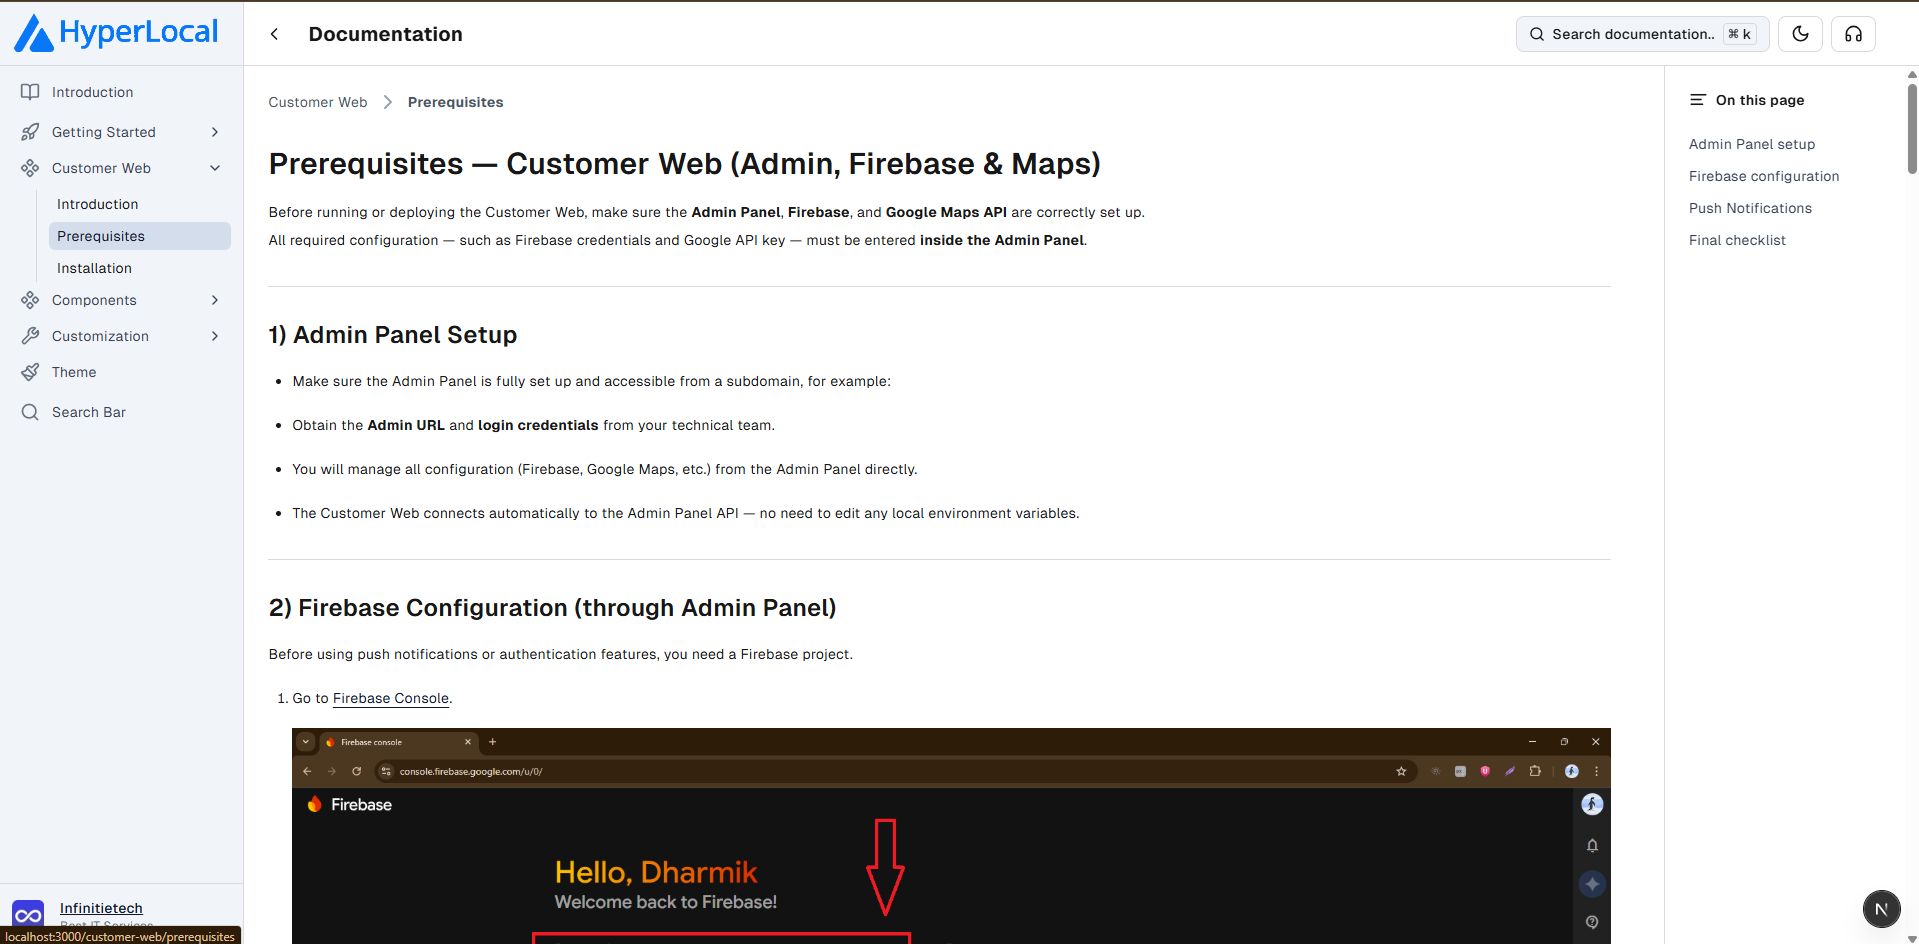 HyperLocal
Documentation
Search documentation..
⌘ k
Introduction
Getting Started
Customer Web
Introduction
Prerequisites
Installation
Components
Customization
Theme
Search Bar
Infinitietech
Best IT Services
localhost:3000/customer-web/prerequisites
Customer Web
Prerequisites
Prerequisites — Customer Web (Admin, Firebase & Maps)
Before running or deploying the Customer Web, make sure the Admin Panel, Firebase, and Google Maps API are correctly set up.
All required configuration — such as Firebase credentials and Google API key — must be entered inside the Admin Panel.
1) Admin Panel Setup
• Make sure the Admin Panel is fully set up and accessible from a subdomain, for example:
• Obtain the Admin URL and login credentials from your technical team.
• You will manage all configuration (Firebase, Google Maps, etc.) from the Admin Panel directly.
• The Customer Web connects automatically to the Admin Panel API — no need to edit any local environment variables.
2) Firebase Configuration (through Admin Panel)
Before using push notifications or authentication features, you need a Firebase project.
1. Go to Firebase Console.
Firebase console
console.firebase.google.com/u/0/
Firebase
Hello, Dharmik
Welcome back to Firebase!
On this page
Admin Panel setup
Firebase configuration
Push Notifications
Final checklist
N